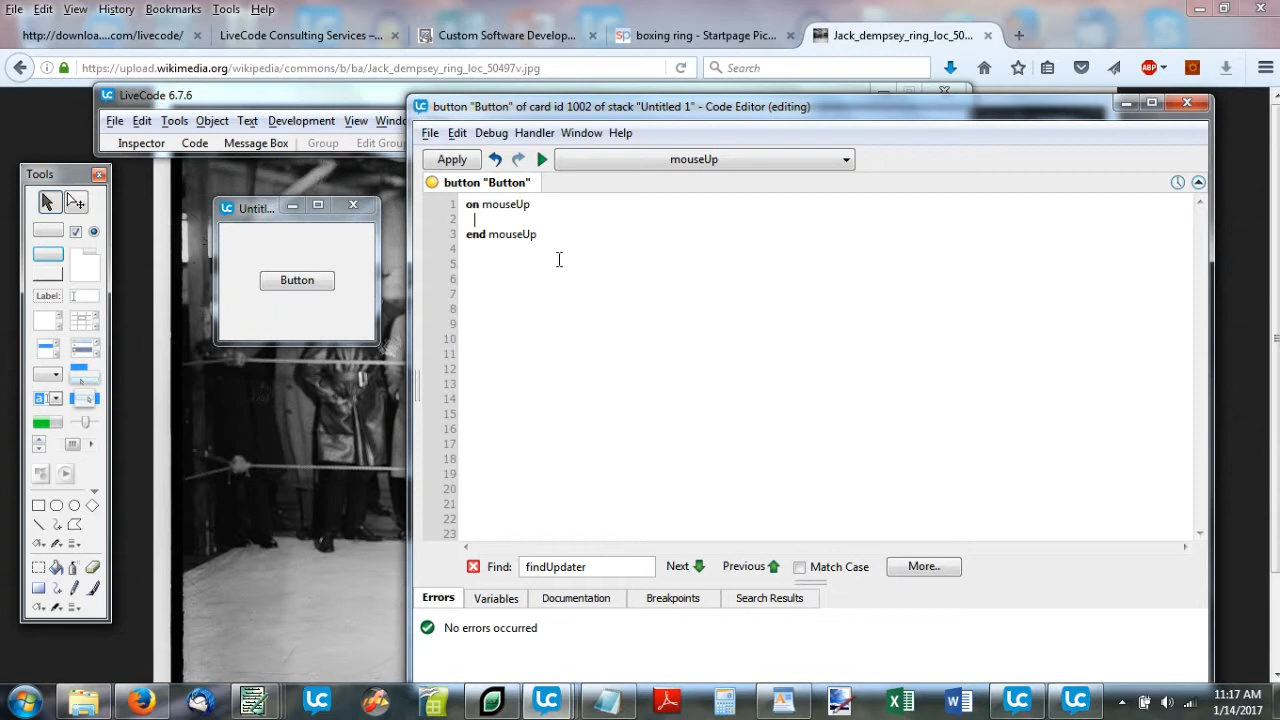 File Edit View History Bookmarks Tools Help
http://downloa....com/livecode/ LiveCode Consulting Services –... Custom Software Develop... boxing ring - Startpage Pic... Jack_dempsey_ring_loc_50...
https://upload.wikimedia.org/wikipedia/commons/b/ba/Jack_dempsey_ring_loc_50497v.jpg Search ABP
LiveCode 6.7.6
File Edit Tools Object Text Development View Windo
Inspector Code Message Box Group Edit Grou
button "Button" of card id 1002 of stack "Untitled 1" - Code Editor (editing)
File Edit Debug Handler Window Help
Apply mouseUp
button "Button"
1 on mouseUp
2
3 end mouseUp
4
5
6
7
8
9
10
11
12
13
14
15
16
17
18
19
20
21
22
23
Find: findUpdater Next Previous Match Case More..
Errors Variables Documentation Breakpoints Search Results
No errors occurred
Tools
Label:
Untitl...
Button
11:17 AM
1/14/2017